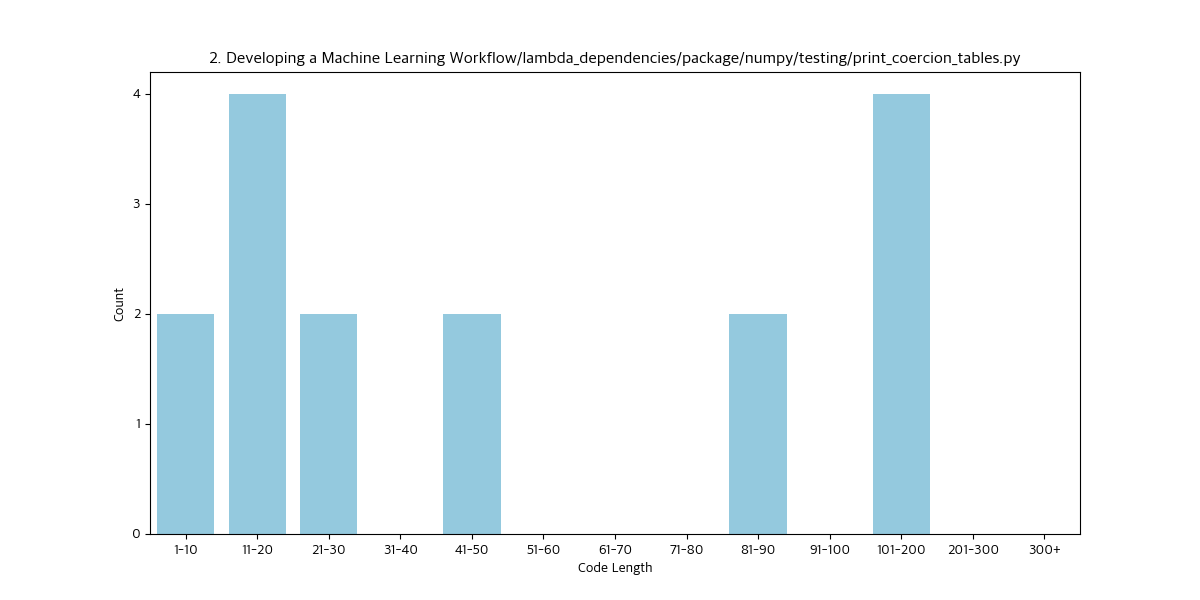 2. Developing a Machine Learning Workflow/lambda_dependencies/package/numpy/testing/print_coercion_tables.py
4
3
2
1
0
Count
1-10 11-20 21-30 31-40 41-50 51-60 61-70 71-80 81-90 91-100 101-200 201-300 300+
Code Length